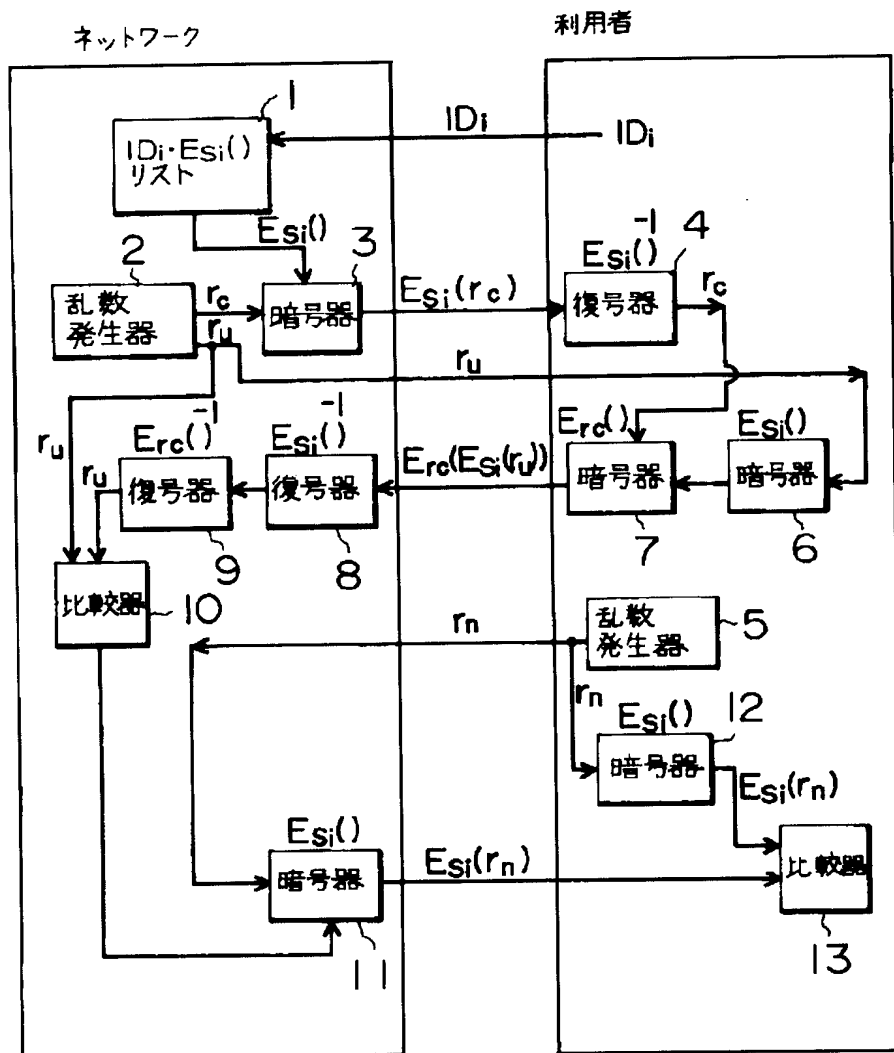 ネットワーク
利用者
1
IDi
IDi
IDi・ESi()
リスト
ESi()
2
3
ESi()-1
4
乱数
発生器
rc
ru
暗号器
ESi(rc)
復号器
rc
ru
ru
Erc()-1
ESi()-1
Erc(ESi(ru))
Erc()
ESi()
ru
復号器
復号器
暗号器
暗号器
9
8
7
6
比較器
10
rn
乱数
発生器
5
rn
ESi()
12
暗号器
ESi(rn)
ESi()
暗号器
ESi(rn)
比較器
11
13